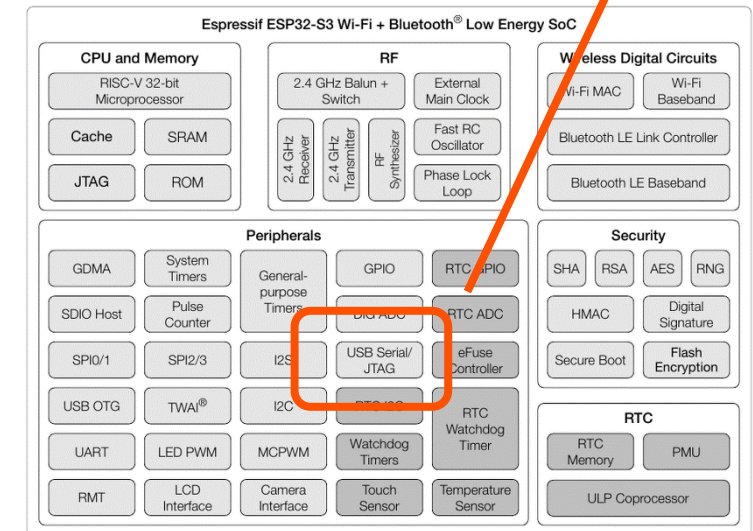 Espressif ESP32-S3 Wi-Fi + Bluetooth® Low Energy SoC
CPU and Memory
RISC-V 32-bit
Microprocessor
Cache
SRAM
JTAG
ROM
RF
2.4 GHz Balun +
Switch
External
Main Clock
2.4 GHz
Receiver
2.4 GHz
Transmitter
RF
Synthesizer
Fast RC
Oscillator
Phase Lock
Loop
Wireless Digital Circuits
Wi-Fi MAC
Wi-Fi
Baseband
Bluetooth LE Link Controller
Bluetooth LE Baseband
Peripherals
GDMA
System
Timers
General-
purpose
Timers
GPIO
RTC GPIO
SDIO Host
Pulse
Counter
DIG ADC
RTC ADC
SPI0/1
SPI2/3
I2S
USB Serial/
JTAG
eFuse
Controller
USB OTG
TWAI®
I2C
RTC I2C
RTC
Watchdog
Timer
UART
LED PWM
MCPWM
Watchdog
Timers
RMT
LCD
Interface
Camera
Interface
Touch
Sensor
Temperature
Sensor
Security
SHA
RSA
AES
RNG
HMAC
Digital
Signature
Secure Boot
Flash
Encryption
RTC
RTC
Memory
PMU
ULP Coprocessor